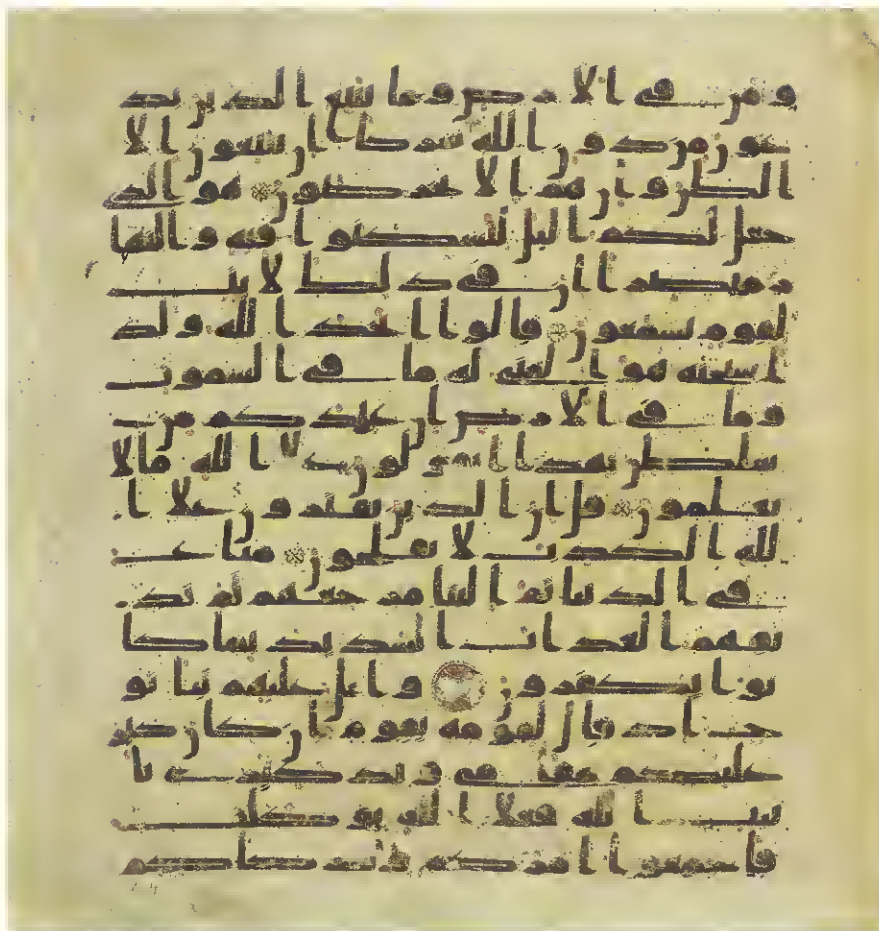 ومن في الارض وما يتبع الذين يد
عون من دون الله شركا ان يتبعون الا
الظن وان هم الا يخرصون هو الذي
جعل لكم اليل لتسكنوا فيه والنها
ر مبصرا ان في ذلك لايت
لقوم يسمعون قالوا اتخذ الله ولد
ا سبحنه هو الغني له ما في السموت
وما في الارض ان عندكم من
سلطن بهذا اتقولون على الله ما لا
تعلمون قل ان الذين يفترون على ا
لله الكذب لا يفلحون متاع
في الدنيا ثم الينا مرجعهم ثم نذ
يقهم العذاب الشديد بما كا
نوا يكفرون واتل عليهم نبا نو
ح اذ قال لقومه يقوم ان كان كبر
عليكم مقامي وتذكيري با
يت الله فعلى الله توكلت
فاجمعوا امركم وشركاكم